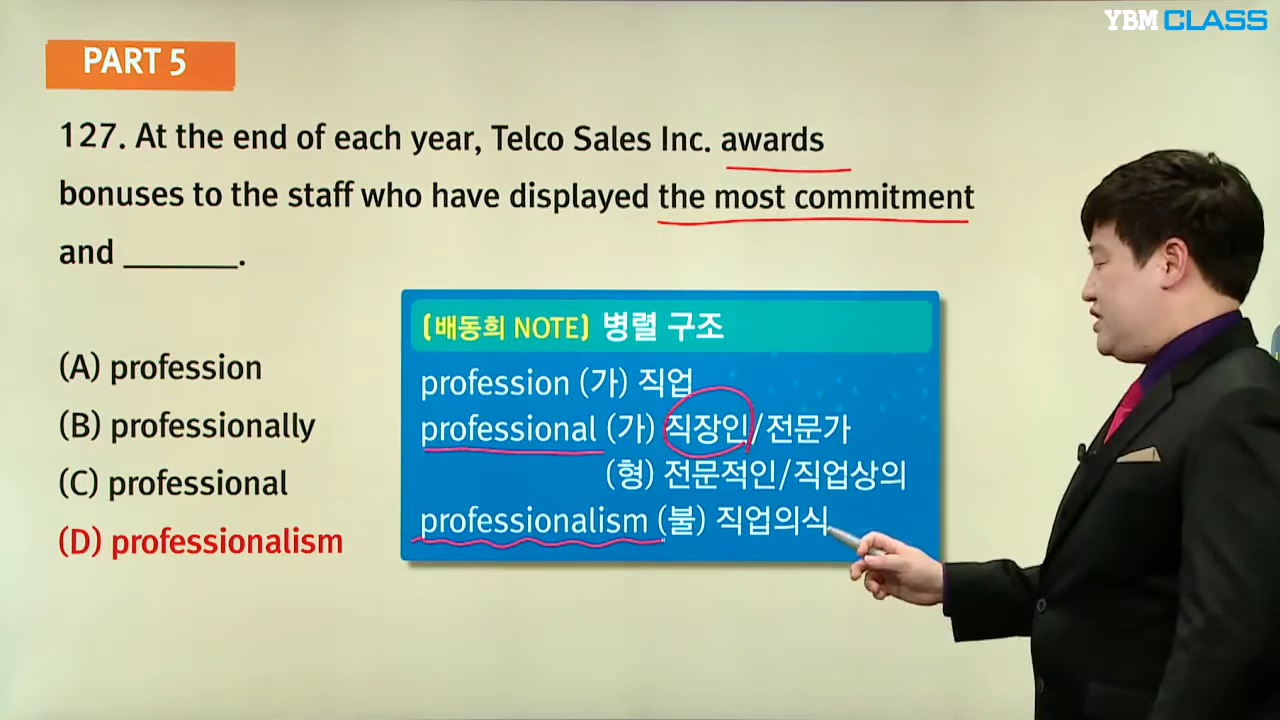 YBM CLASS
PART 5
127. At the end of each year, Telco Sales Inc. awards
bonuses to the staff who have displayed the most commitment
and ______.
(A) profession
(B) professionally
(C) professional
(D) professionalism
(배동희 NOTE) 병렬 구조
profession (가) 직업
professional (가) 직장인/전문가
(형) 전문적인/직업상의
professionalism (불) 직업의식